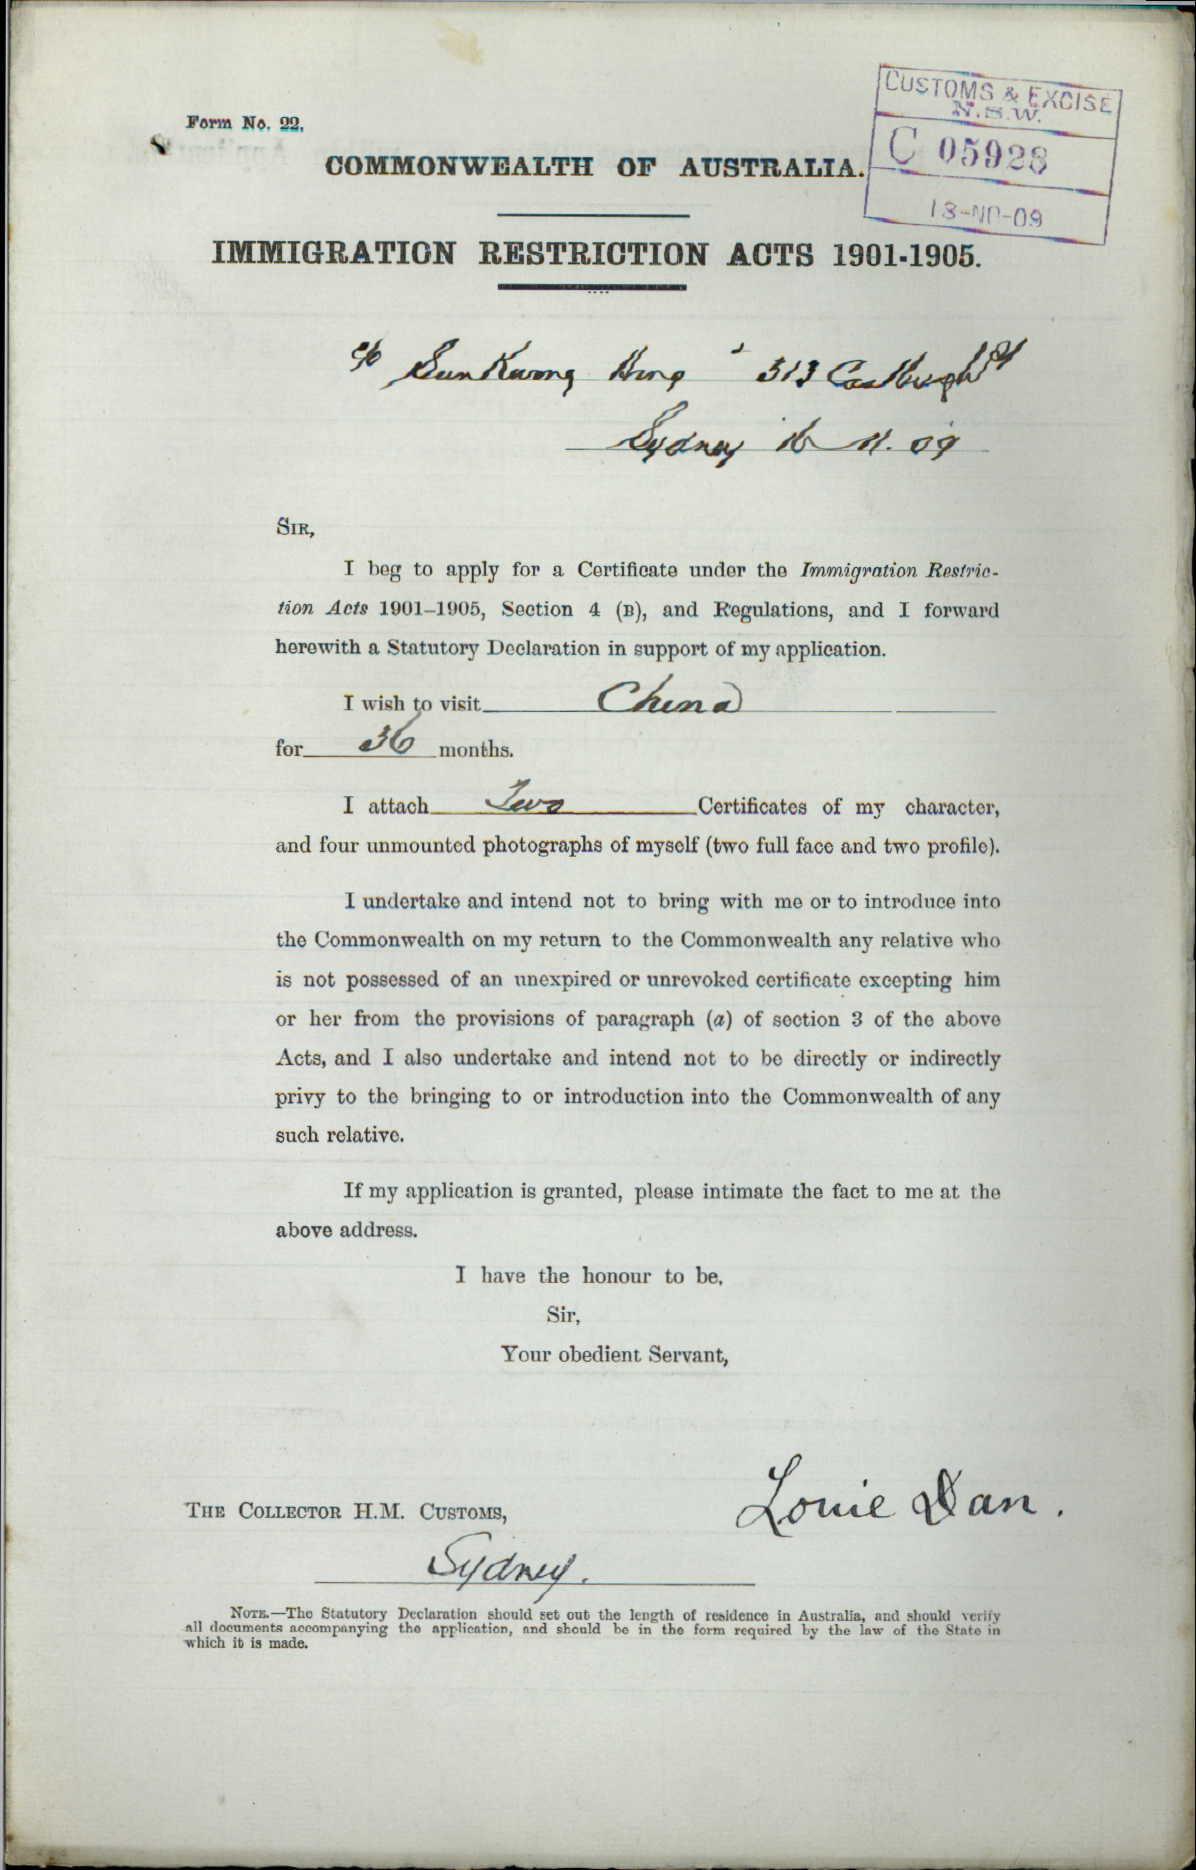 Form No. 22.
CUSTOMS & EXCISE
N.S.W.
C 05928
18-NO-09
COMMONWEALTH OF AUSTRALIA.
IMMIGRATION RESTRICTION ACTS 1901-1905.
c/o Sun Kwong Hing 313 Castlereagh St
Sydney 16 11. 09
SIR,
I beg to apply for a Certificate under the Immigration Restric-
tion Acts 1901–1905, Section 4 (B), and Regulations, and I forward
herewith a Statutory Declaration in support of my application.
I wish to visit China
for 36 months.
I attach Two Certificates of my character,
and four unmounted photographs of myself (two full face and two profile).
I undertake and intend not to bring with me or to introduce into
the Commonwealth on my return to the Commonwealth any relative who
is not possessed of an unexpired or unrevoked certificate excepting him
or her from the provisions of paragraph (a) of section 3 of the above
Acts, and I also undertake and intend not to be directly or indirectly
privy to the bringing to or introduction into the Commonwealth of any
such relative.
If my application is granted, please intimate the fact to me at the
above address.
I have the honour to be,
Sir,
Your obedient Servant,
Louie Dan.
THE COLLECTOR H.M. CUSTOMS,
Sydney.
NOTE.—The Statutory Declaration should set out the length of residence in Australia, and should verify
all documents accompanying the application, and should be in the form required by the law of the State in
which it is made.